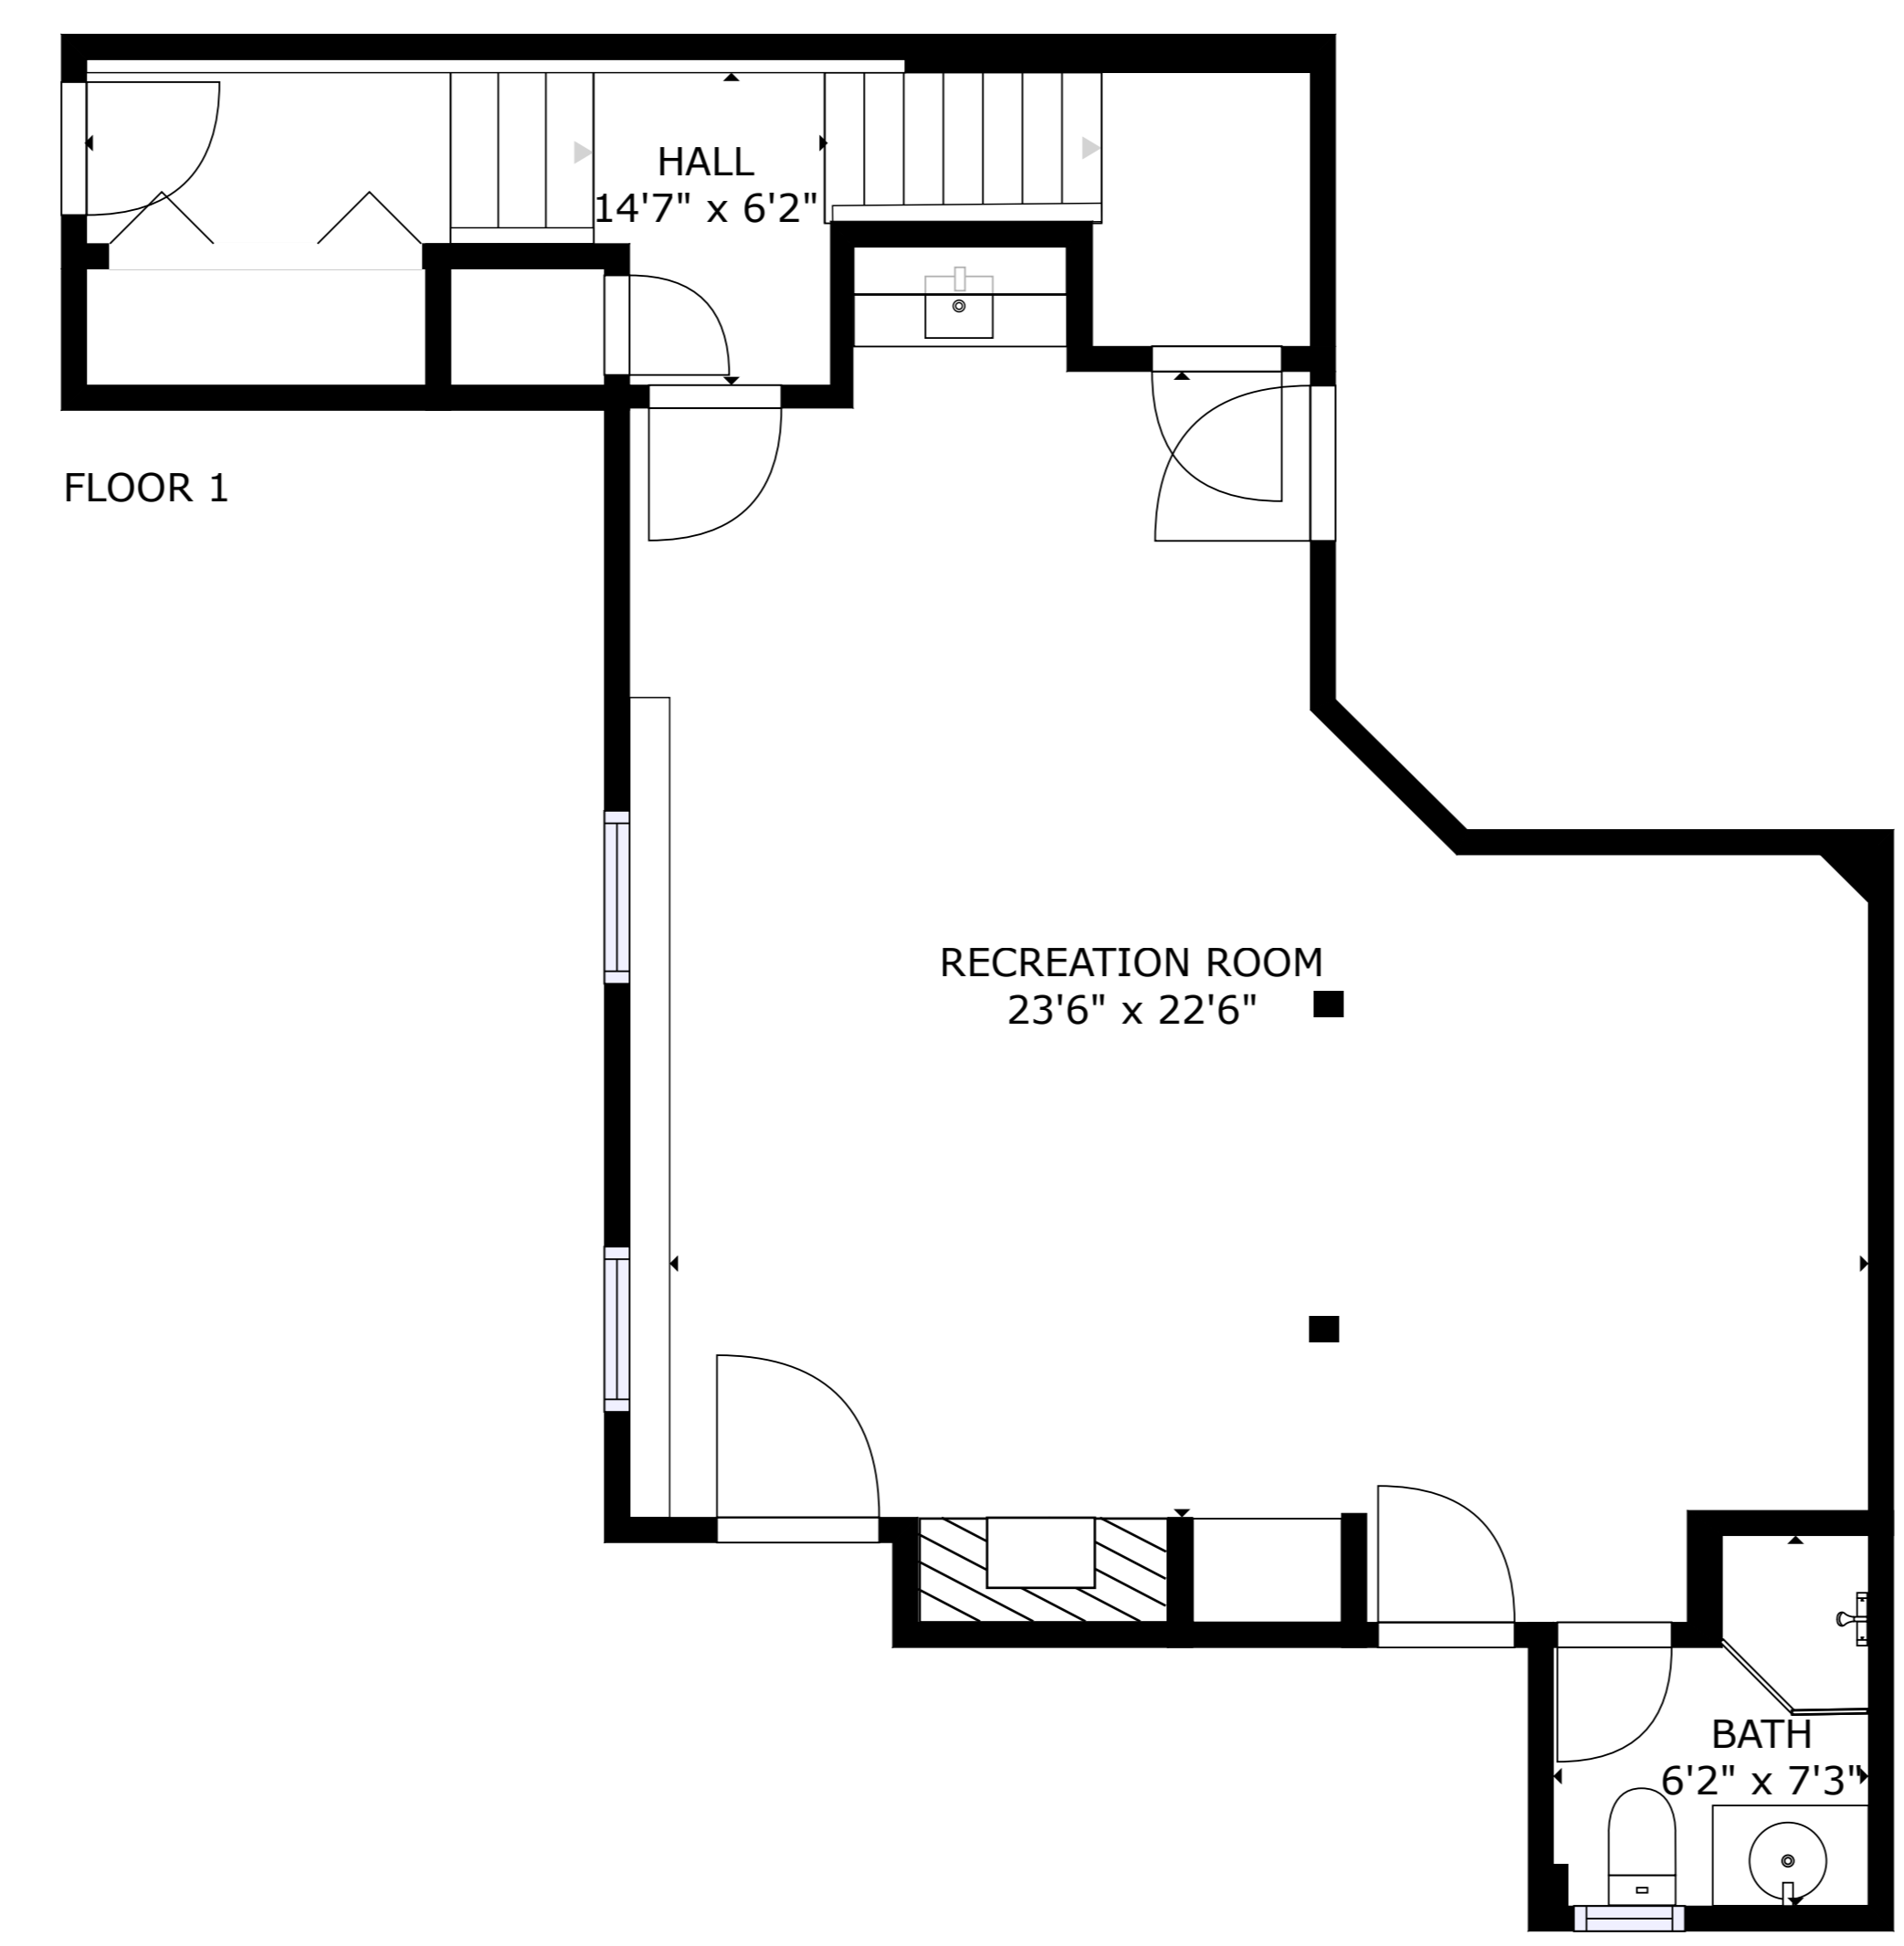 HALL
14'7" x 6'2"
FLOOR 1
RECREATION ROOM
23'6" x 22'6"
BATH
6'2" x 7'3"